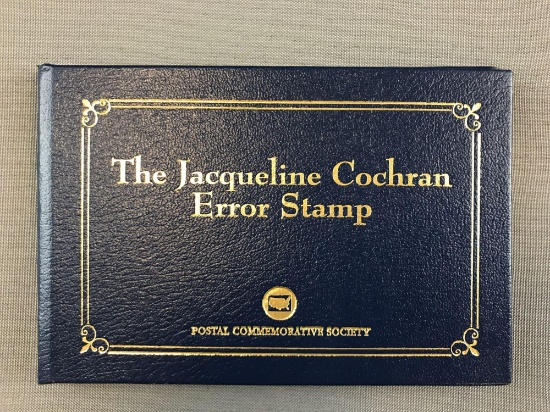 The Jacqueline Cochran
Error Stamp
POSTAL COMMEMORATIVE SOCIETY